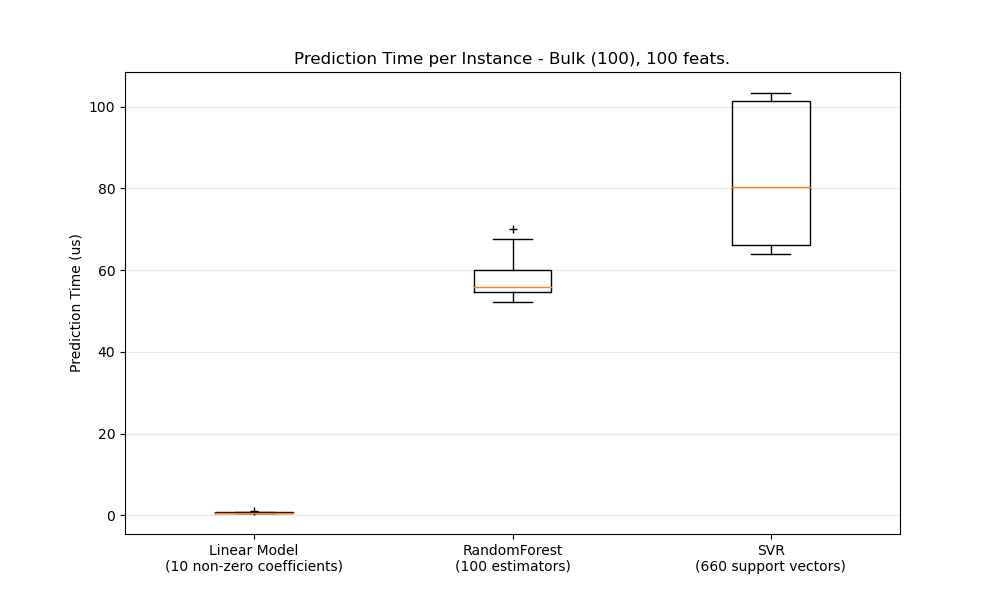 Prediction Time per Instance - Bulk (100), 100 feats.
Prediction Time (us)
100
80
60
40
20
0
Linear Model
(10 non-zero coefficients)
RandomForest
(100 estimators)
SVR
(660 support vectors)